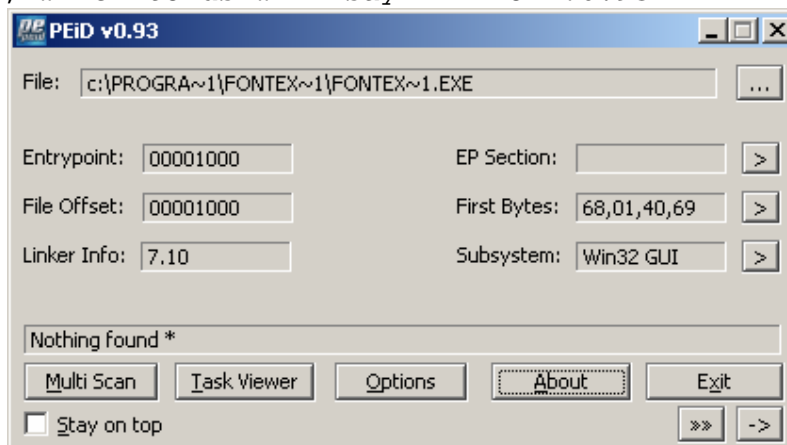 PEiD v0.93
File: c:\PROGRA~1\FONTEX~1\FONTEX~1.EXE ...
Entrypoint: 00001000 EP Section: >
File Offset: 00001000 First Bytes: 68,01,40,69 >
Linker Info: 7.10 Subsystem: Win32 GUI >
Nothing found *
Multi Scan Task Viewer Options About Exit
Stay on top »» ->